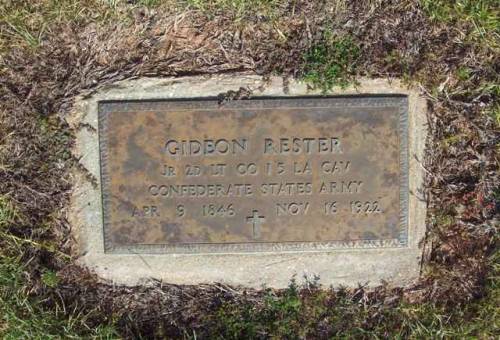 GIDEON RESTER
JR 2D LT CO I 5 LA CAV
CONFEDERATE STATES ARMY
APR 9 1846 NOV 16 1922